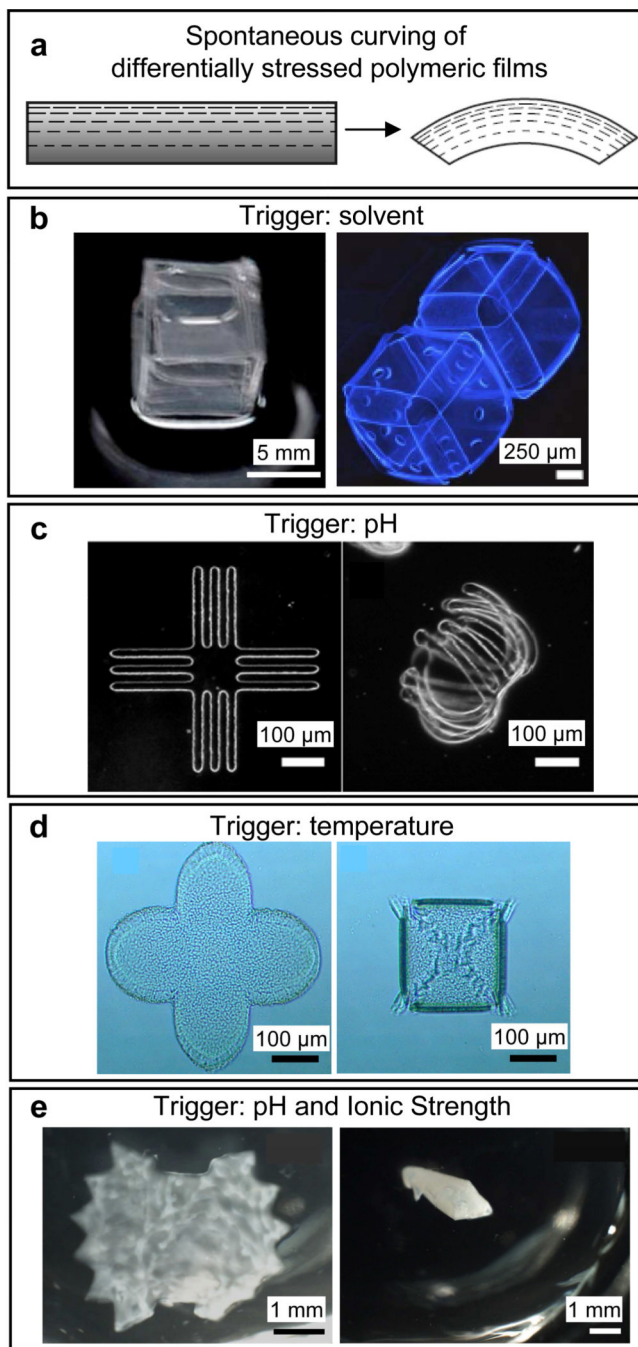 a
Spontaneous curving of
differentially stressed polymeric films
b
Trigger: solvent
5 mm
250 μm
c
Trigger: pH
100 μm
100 μm
d
Trigger: temperature
100 μm
100 μm
e
Trigger: pH and Ionic Strength
1 mm
1 mm